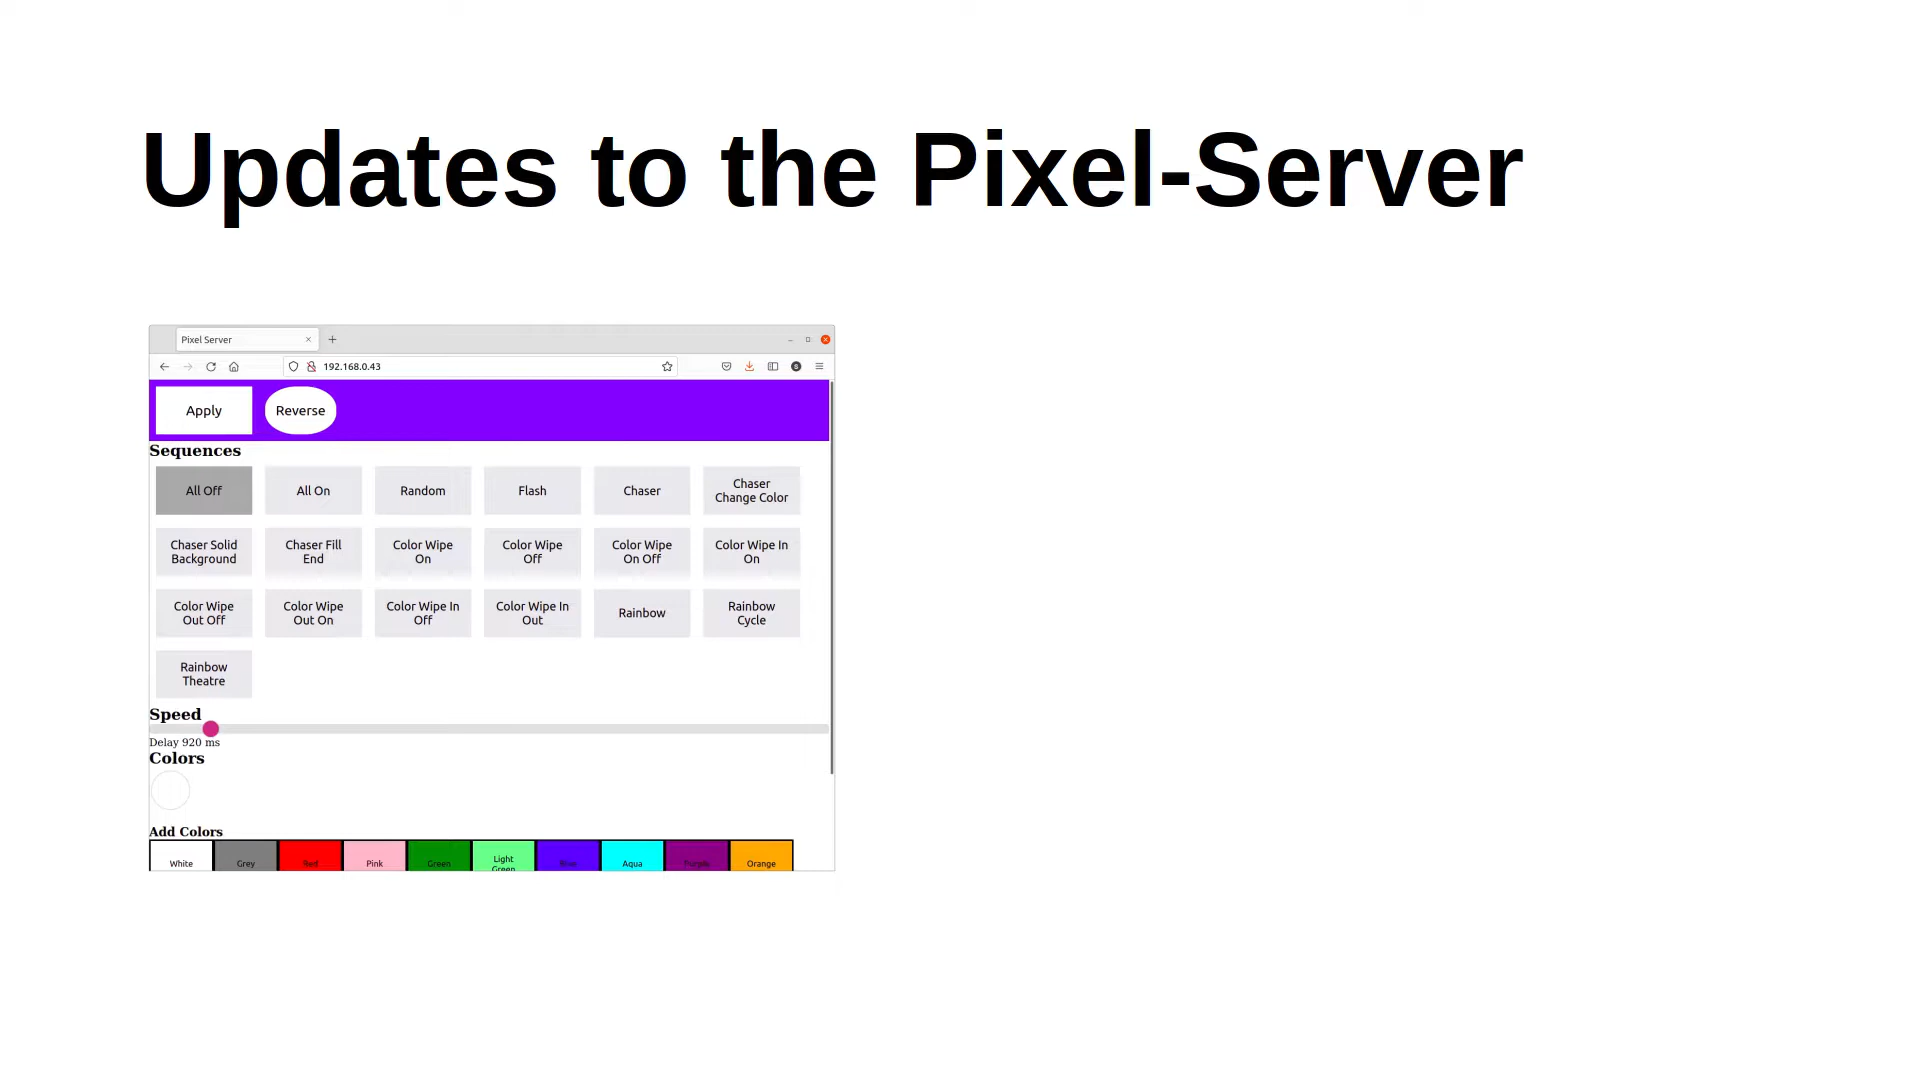 Updates to the Pixel-Server
Pixel Server
192.168.0.43
Apply Reverse
Sequences
All Off
All On
Random
Flash
Chaser
Chaser
Change Color
Chaser Solid
Background
Chaser Fill
End
Color Wipe
On
Color Wipe
Off
Color Wipe
On Off
Color Wipe In
On
Color Wipe
Out Off
Color Wipe
Out On
Color Wipe In
Off
Color Wipe In
Out
Rainbow
Rainbow
Cycle
Rainbow
Theatre
Speed
Delay 920 ms
Colors
Add Colors
White
Grey
Red
Pink
Green
Light
Green
Blue
Aqua
Purple
Orange